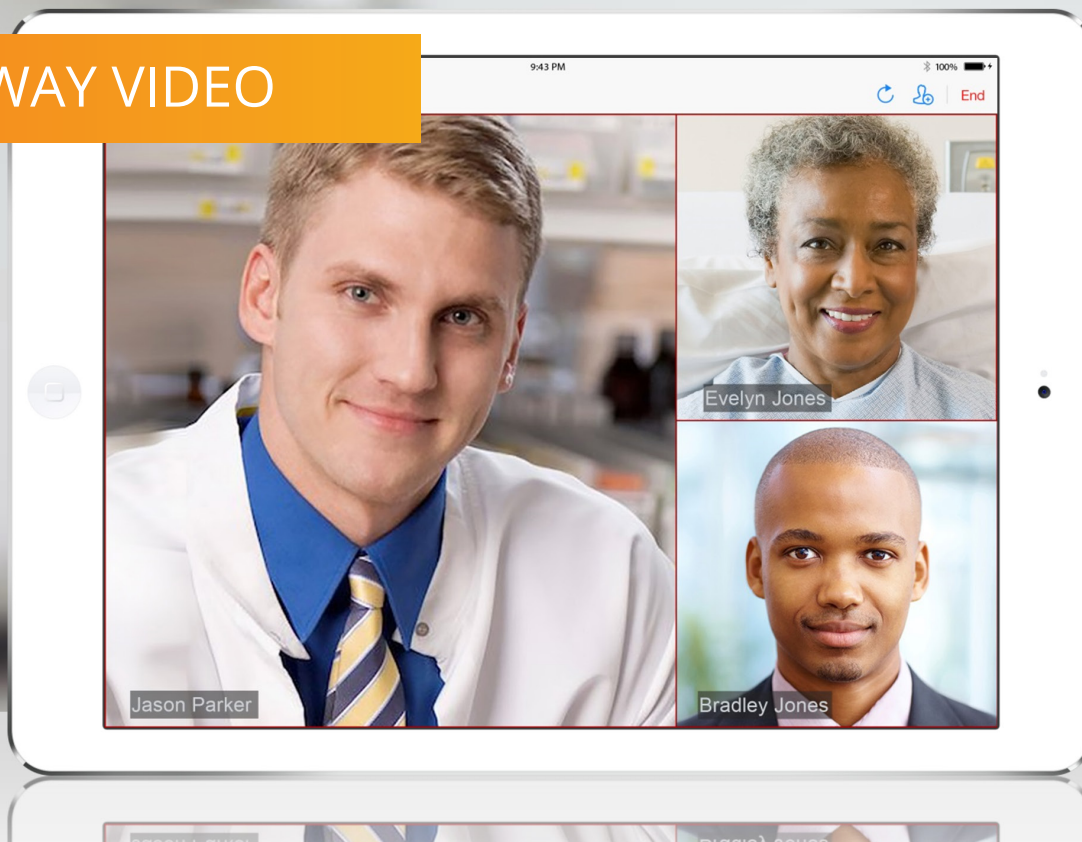 WAY VIDEO
9:43 PM
100%
End
Evelyn Jones
Jason Parker
Bradley Jones